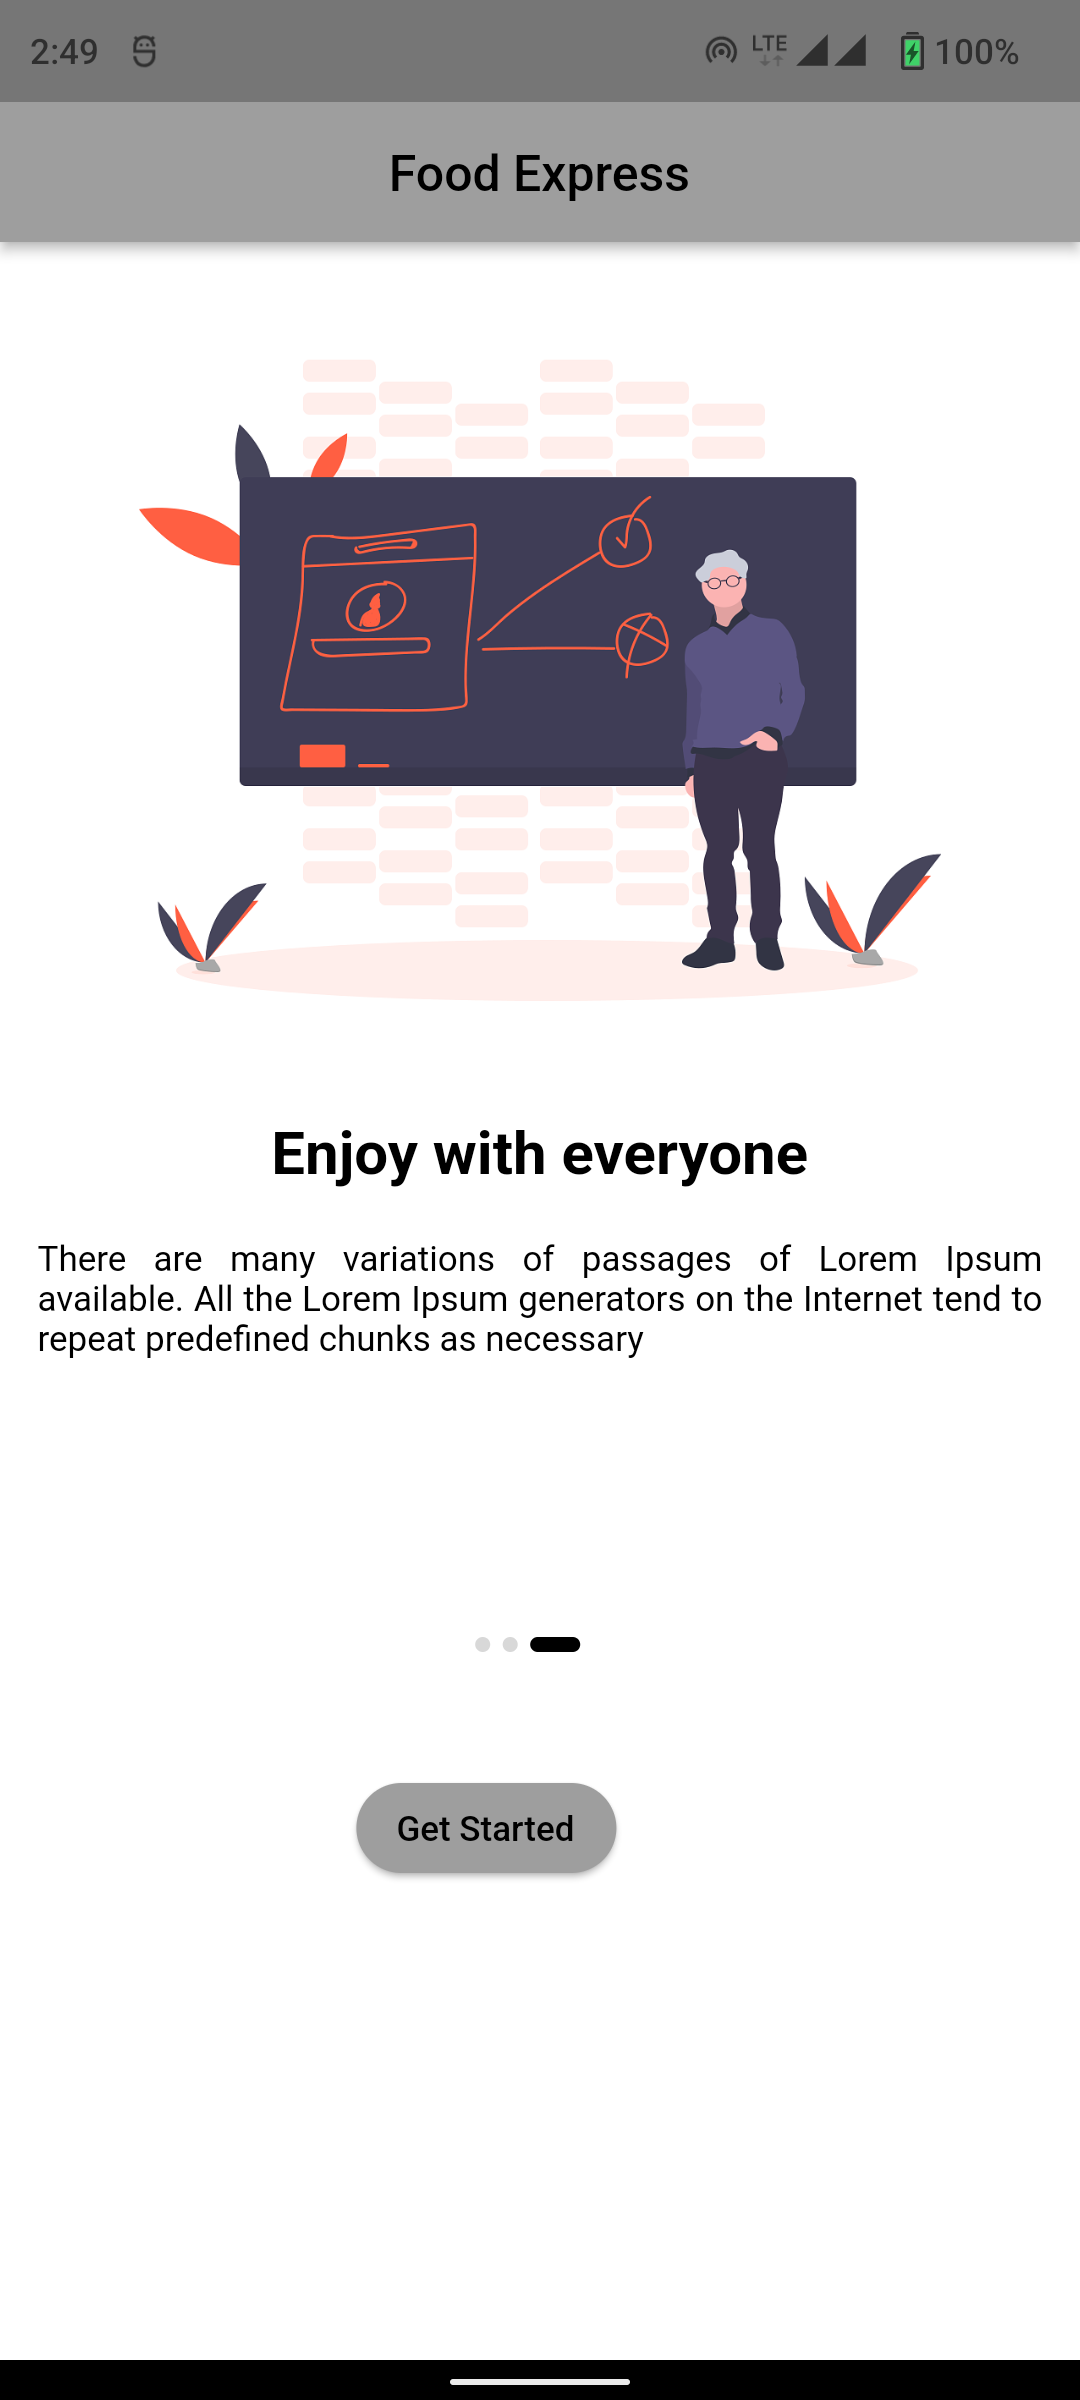 2:49 LTE 100%
Food Express
Enjoy with everyone
There are many variations of passages of Lorem Ipsum
available. All the Lorem Ipsum generators on the Internet tend to
repeat predefined chunks as necessary
Get Started